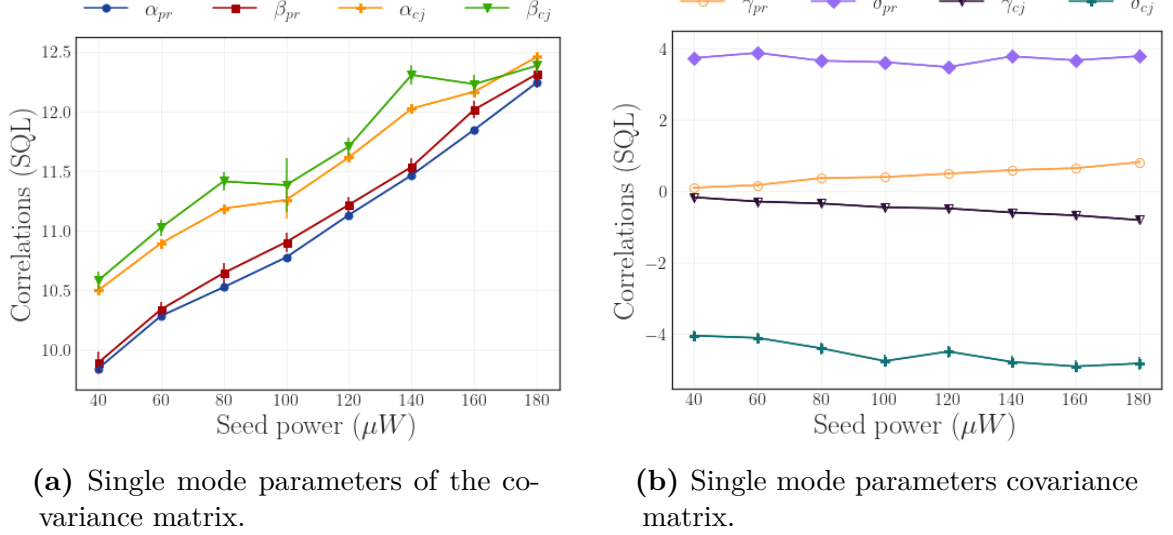 α_pr β_pr α_cj β_cj
12.5
12.0
11.5
11.0
10.5
10.0
Correlations (SQL)
40 60 80 100 120 140 160 180
Seed power (μW)
(a) Single mode parameters of the co-
variance matrix.
γ_pr δ_pr γ_cj δ_cj
4
2
0
−2
−4
Correlations (SQL)
40 60 80 100 120 140 160 180
Seed power (μW)
(b) Single mode parameters covariance
matrix.